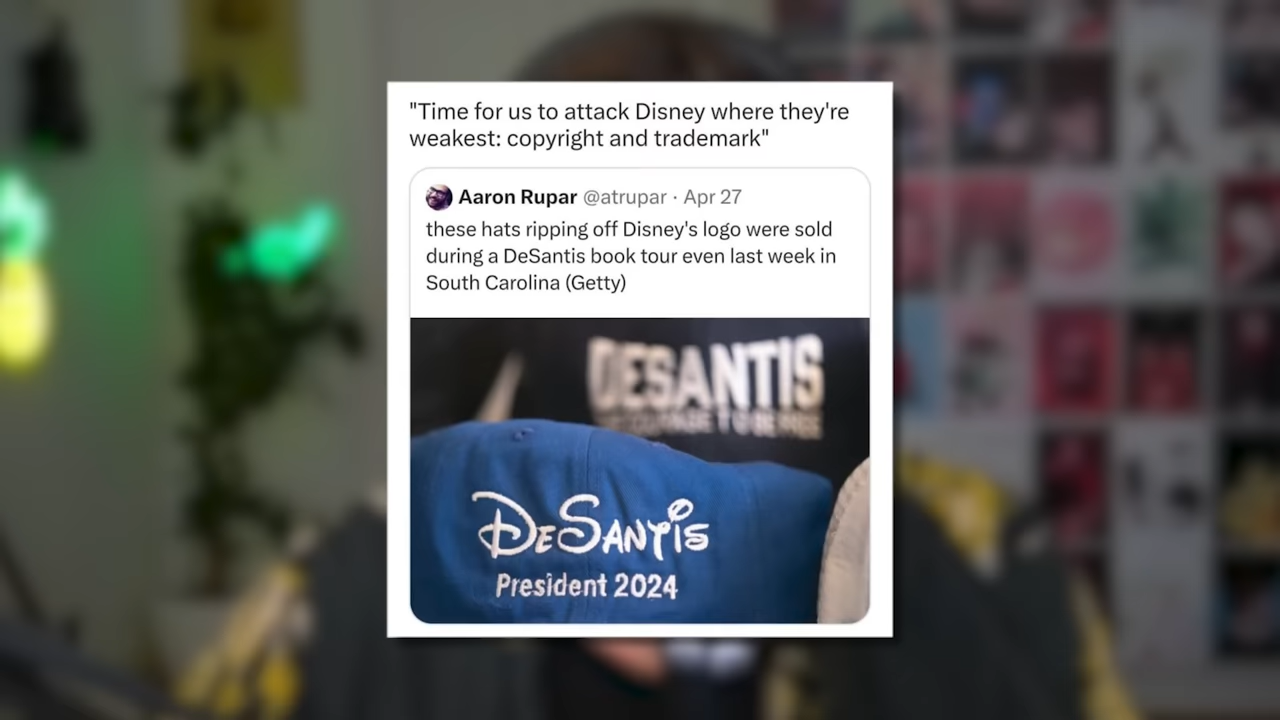 "Time for us to attack Disney where they're
weakest: copyright and trademark"
Aaron Rupar @atrupar · Apr 27
these hats ripping off Disney's logo were sold
during a DeSantis book tour even last week in
South Carolina (Getty)
DESANTIS
DeSantis
President 2024